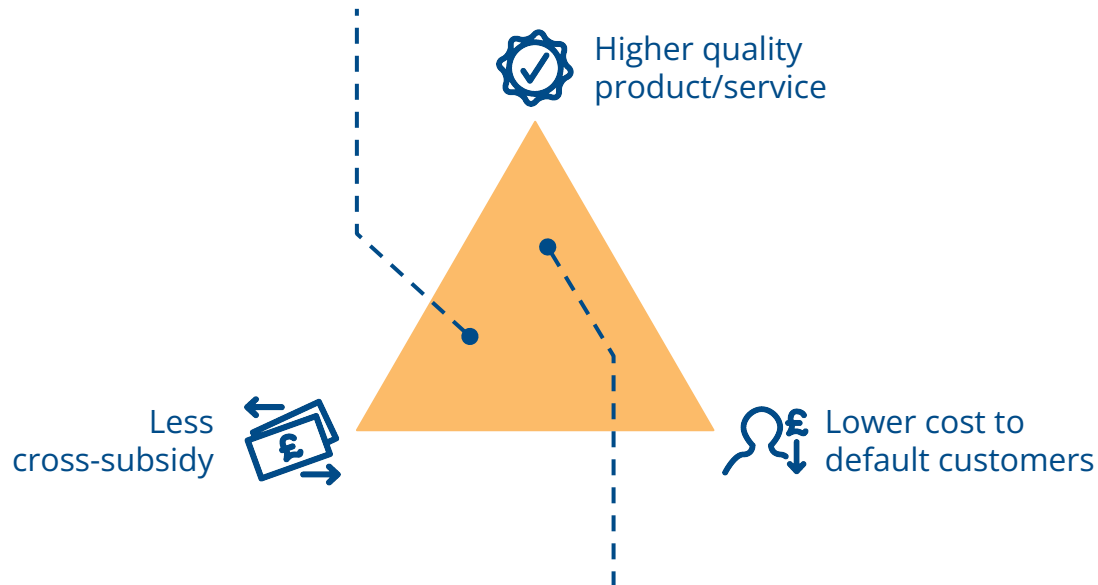 Higher quality
product/service
Less
cross-subsidy
£
£
Lower cost to
default customers